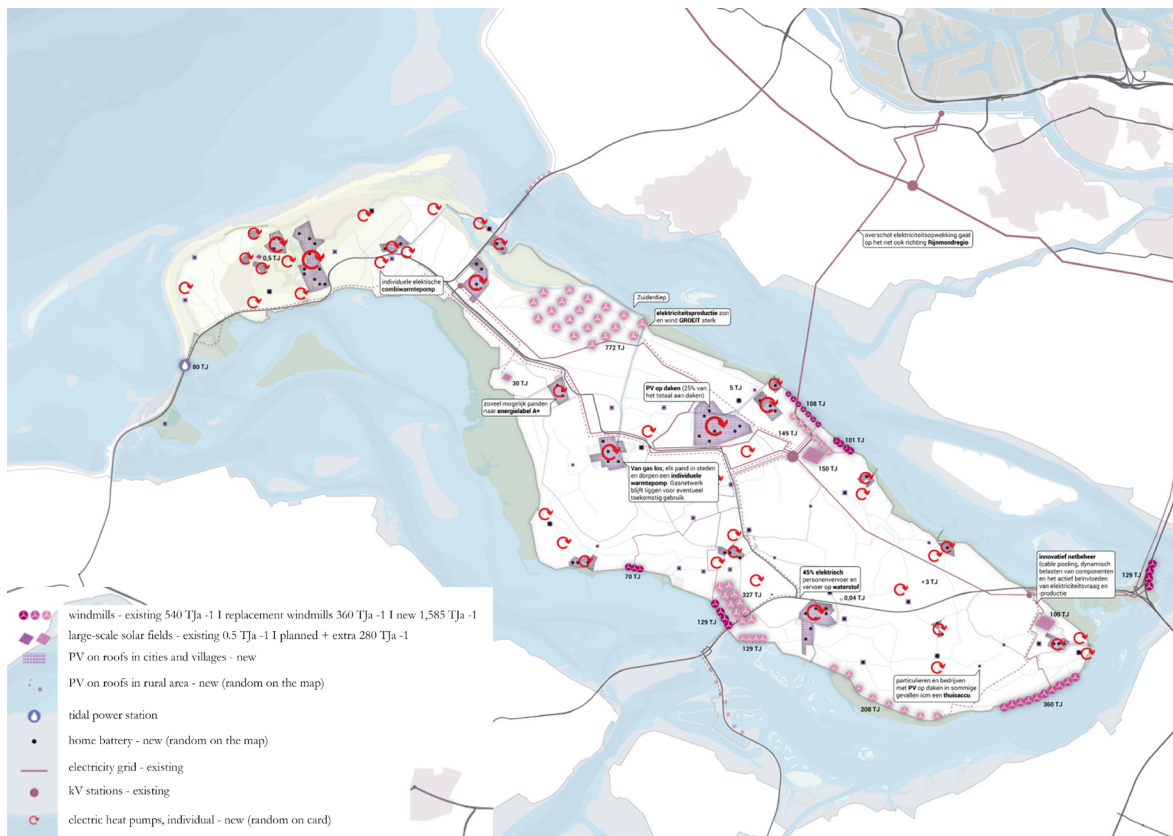 overschot elektriciteitsopwekking gaat
op het net ook richting Rijnmondregio
0,5 TJ
individuele elektrische
combiwarmtepomp
Zuiderdiep
elektriciteitsproductie zon
en wind GROEIT sterk
772 TJ
80 TJ
30 TJ
zoveel mogelijk panden
naar energielabel A+
PV op daken (25% van
het totaal aan daken)
5 TJ
108 TJ
149 TJ
101 TJ
150 TJ
Van gas los; elk pand in steden
en dorpen een individuele
warmtepomp. Gasnetwerk
blijft liggen voor eventueel
toekomstig gebruik.
innovatief netbeheer
(cable pooling, dynamisch
belasten van componenten
en het actief beïnvloeden
van elektriciteitsvraag en
-productie
129 TJ
70 TJ
45% elektrisch
personenvervoer en
vervoer op waterstof
3 TJ
0,04 TJ
327 TJ
100 TJ
129 TJ
129 TJ
particulieren en bedrijven
met PV op daken in sommige
gevallen icm een thuisaccu.
208 TJ
360 TJ
windmills - existing 540 TJa -1 I replacement windmills 360 TJa -1 I new 1,585 TJa -1
large-scale solar fields - existing 0.5 TJa -1 I planned + extra 280 TJa -1
PV on roofs in cities and villages - new
PV on roofs in rural area - new (random on the map)
tidal power station
home battery - new (random on the map)
electricity grid - existing
kV stations - existing
electric heat pumps, individual - new (random on card)